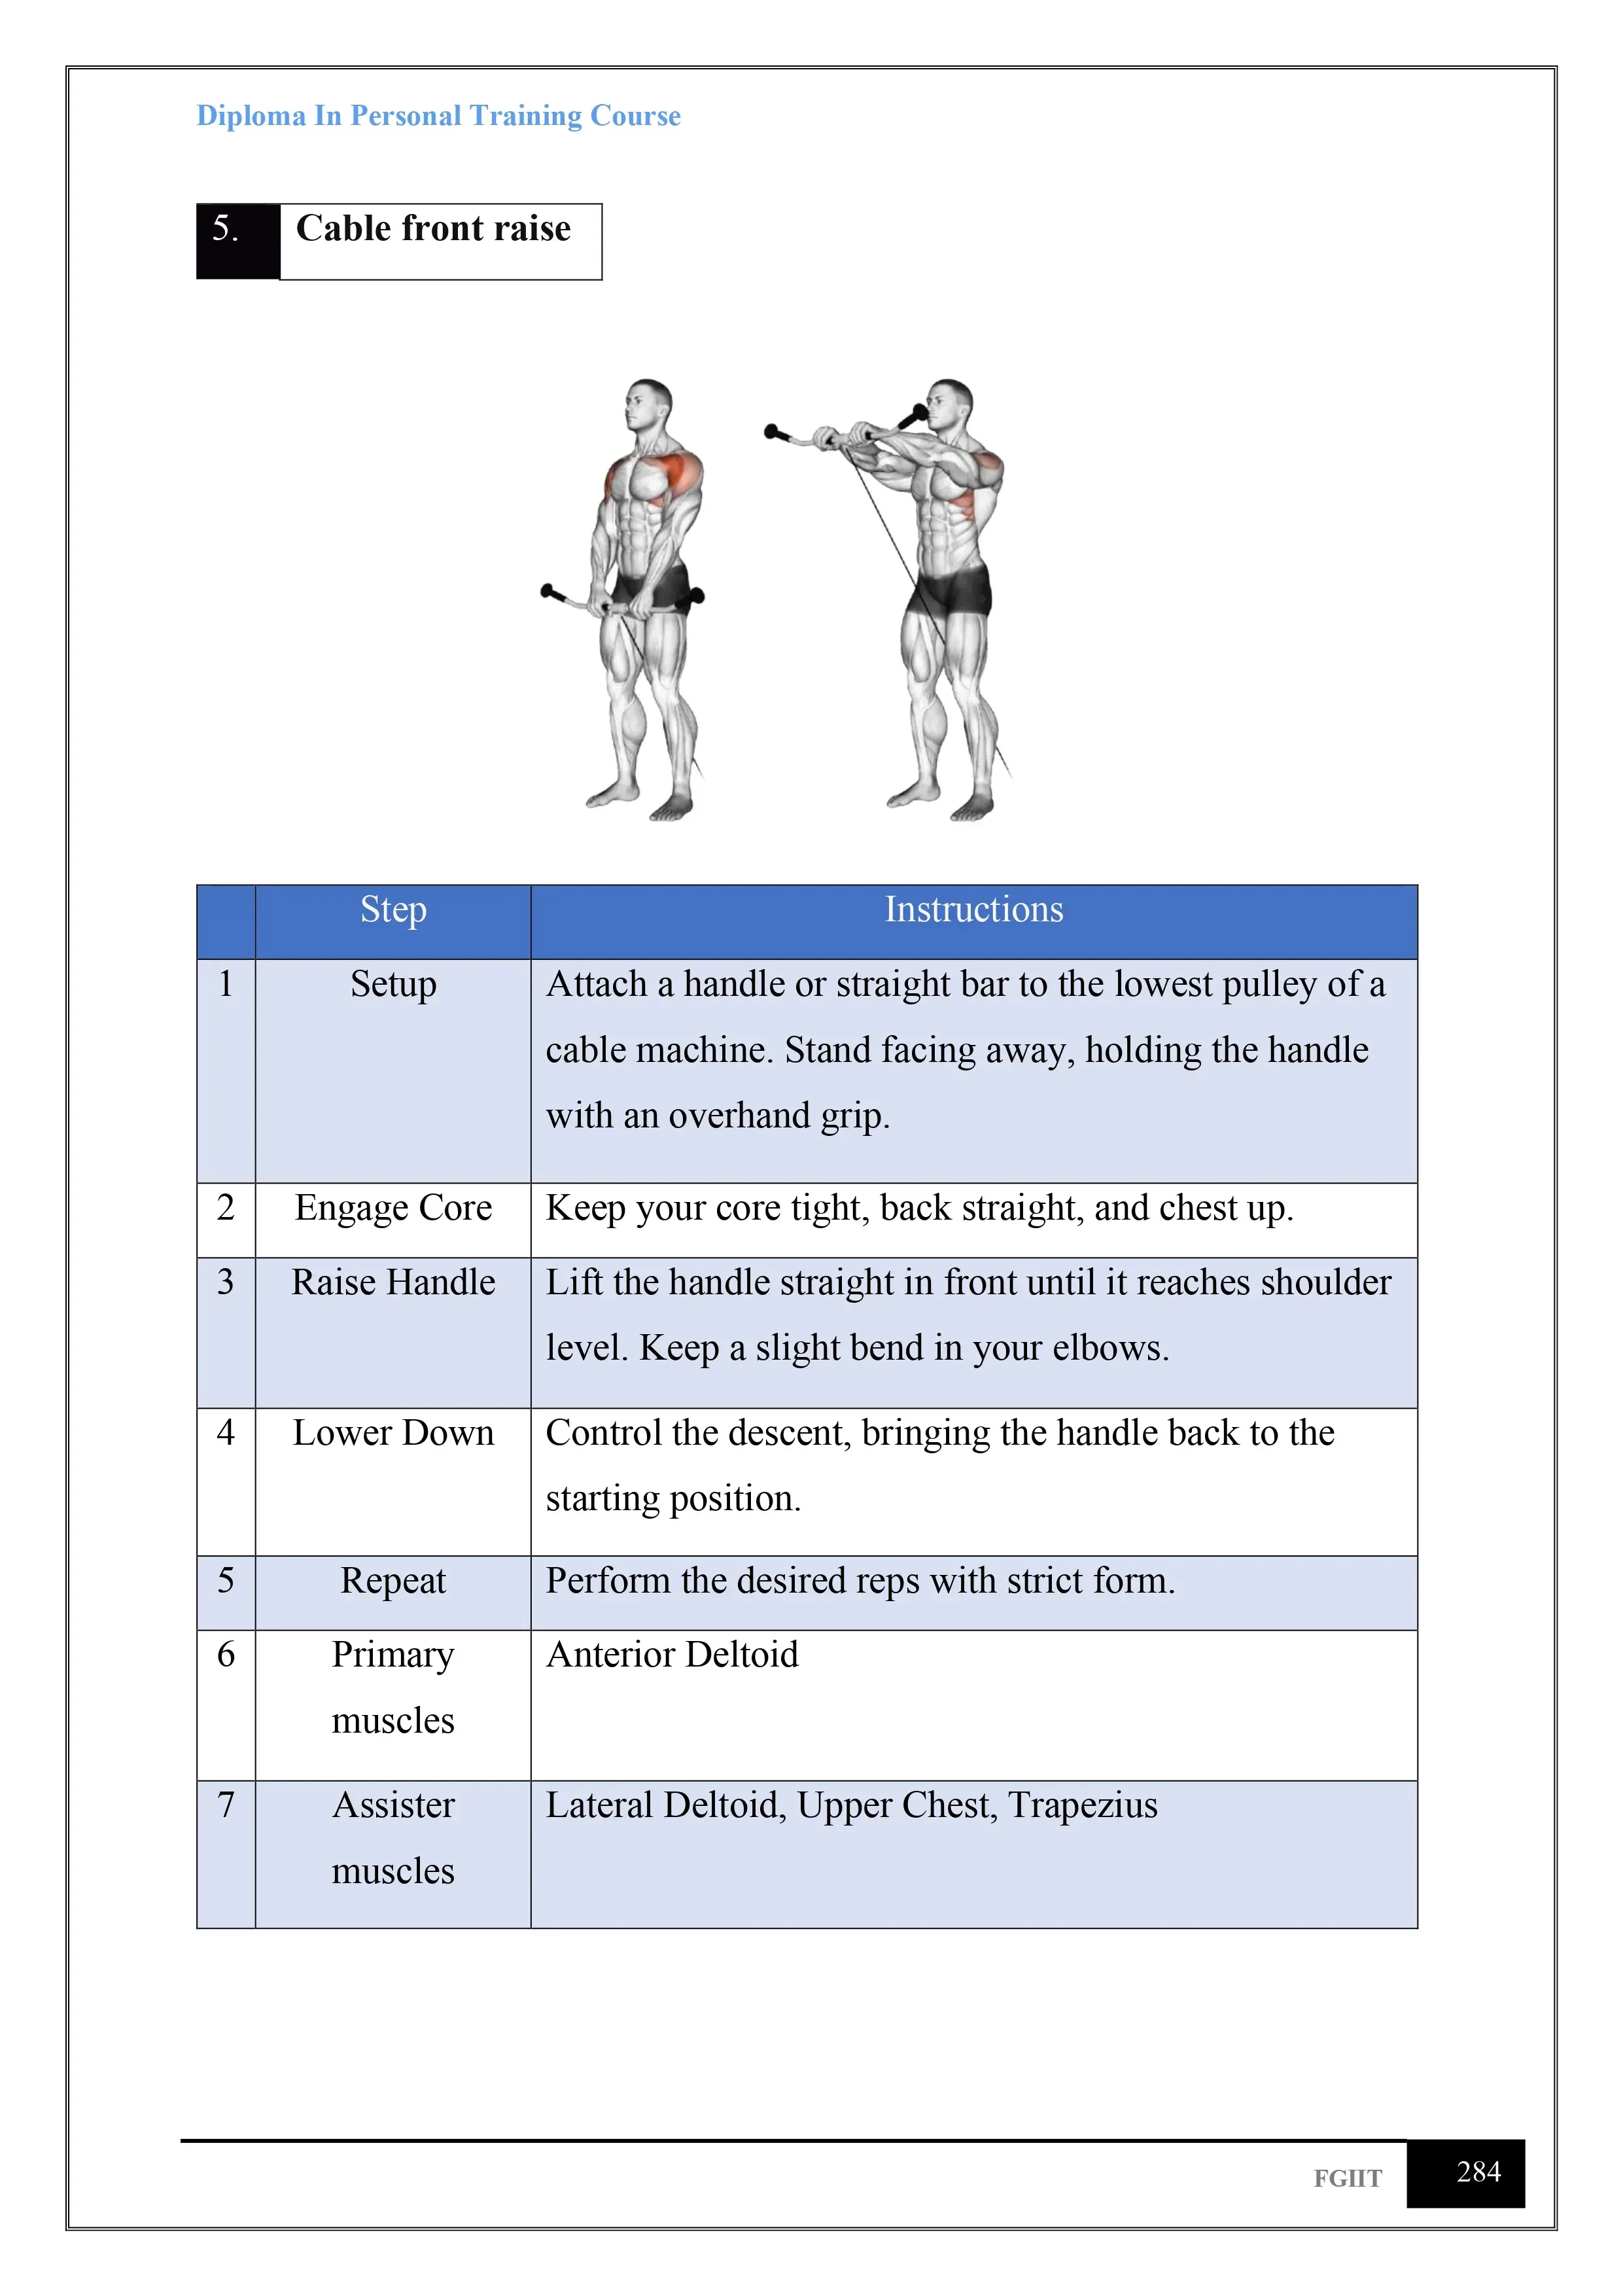 Diploma In Personal Training Course
5. Cable front raise
Step Instructions
1 Setup Attach a handle or straight bar to the lowest pulley of a
cable machine. Stand facing away, holding the handle
with an overhand grip.
2 Engage Core Keep your core tight, back straight, and chest up.
3 Raise Handle Lift the handle straight in front until it reaches shoulder
level. Keep a slight bend in your elbows.
4 Lower Down Control the descent, bringing the handle back to the
starting position.
5 Repeat Perform the desired reps with strict form.
6 Primary Anterior Deltoid
muscles
7 Assister Lateral Deltoid, Upper Chest, Trapezius
muscles
FGIIT 284